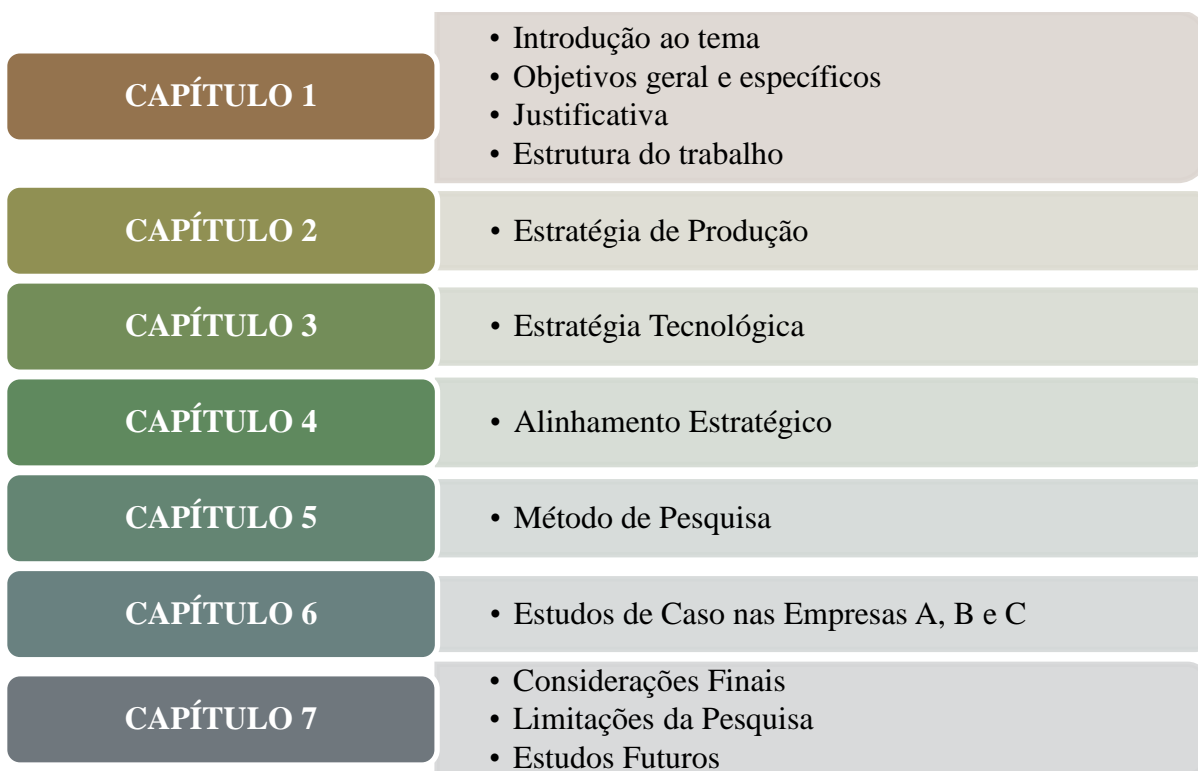 CAPÍTULO 1
• Introdução ao tema
• Objetivos geral e específicos
• Justificativa
• Estrutura do trabalho
CAPÍTULO 2
• Estratégia de Produção
CAPÍTULO 3
• Estratégia Tecnológica
CAPÍTULO 4
• Alinhamento Estratégico
CAPÍTULO 5
• Método de Pesquisa
CAPÍTULO 6
• Estudos de Caso nas Empresas A, B e C
CAPÍTULO 7
• Considerações Finais
• Limitações da Pesquisa
• Estudos Futuros